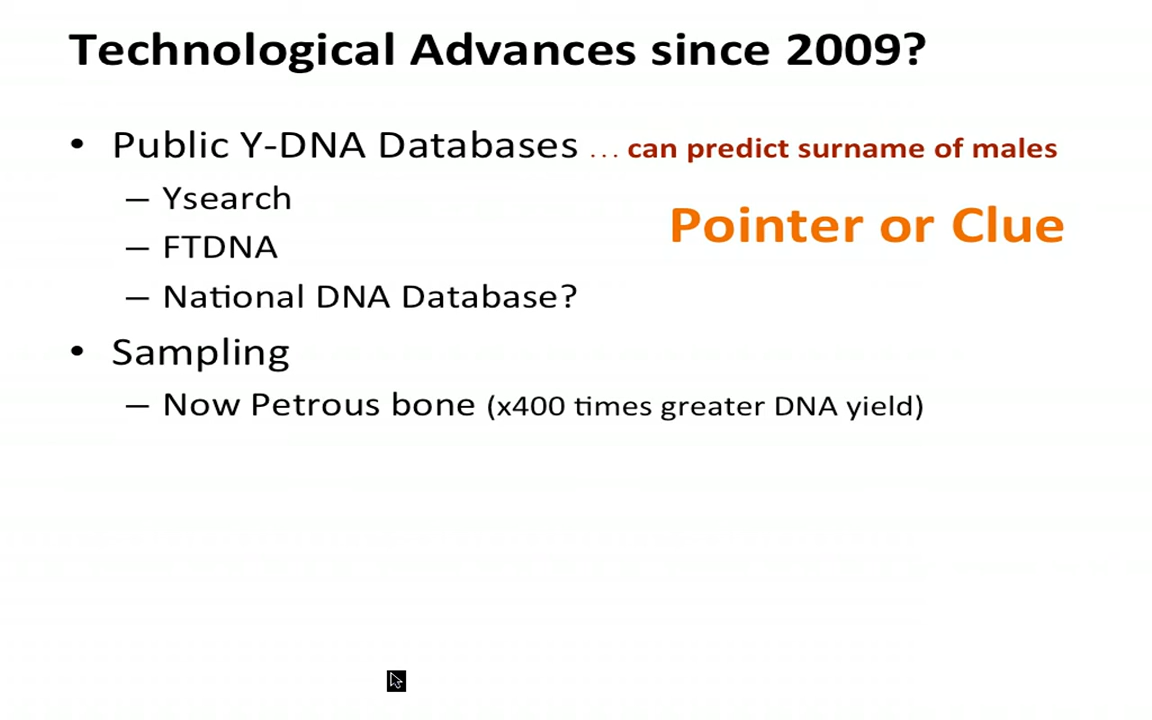 Technological Advances since 2009?
• Public Y-DNA Databases ... can predict surname of males
– Ysearch
Pointer or Clue
– FTDNA
– National DNA Database?
• Sampling
– Now Petrous bone (x400 times greater DNA yield)